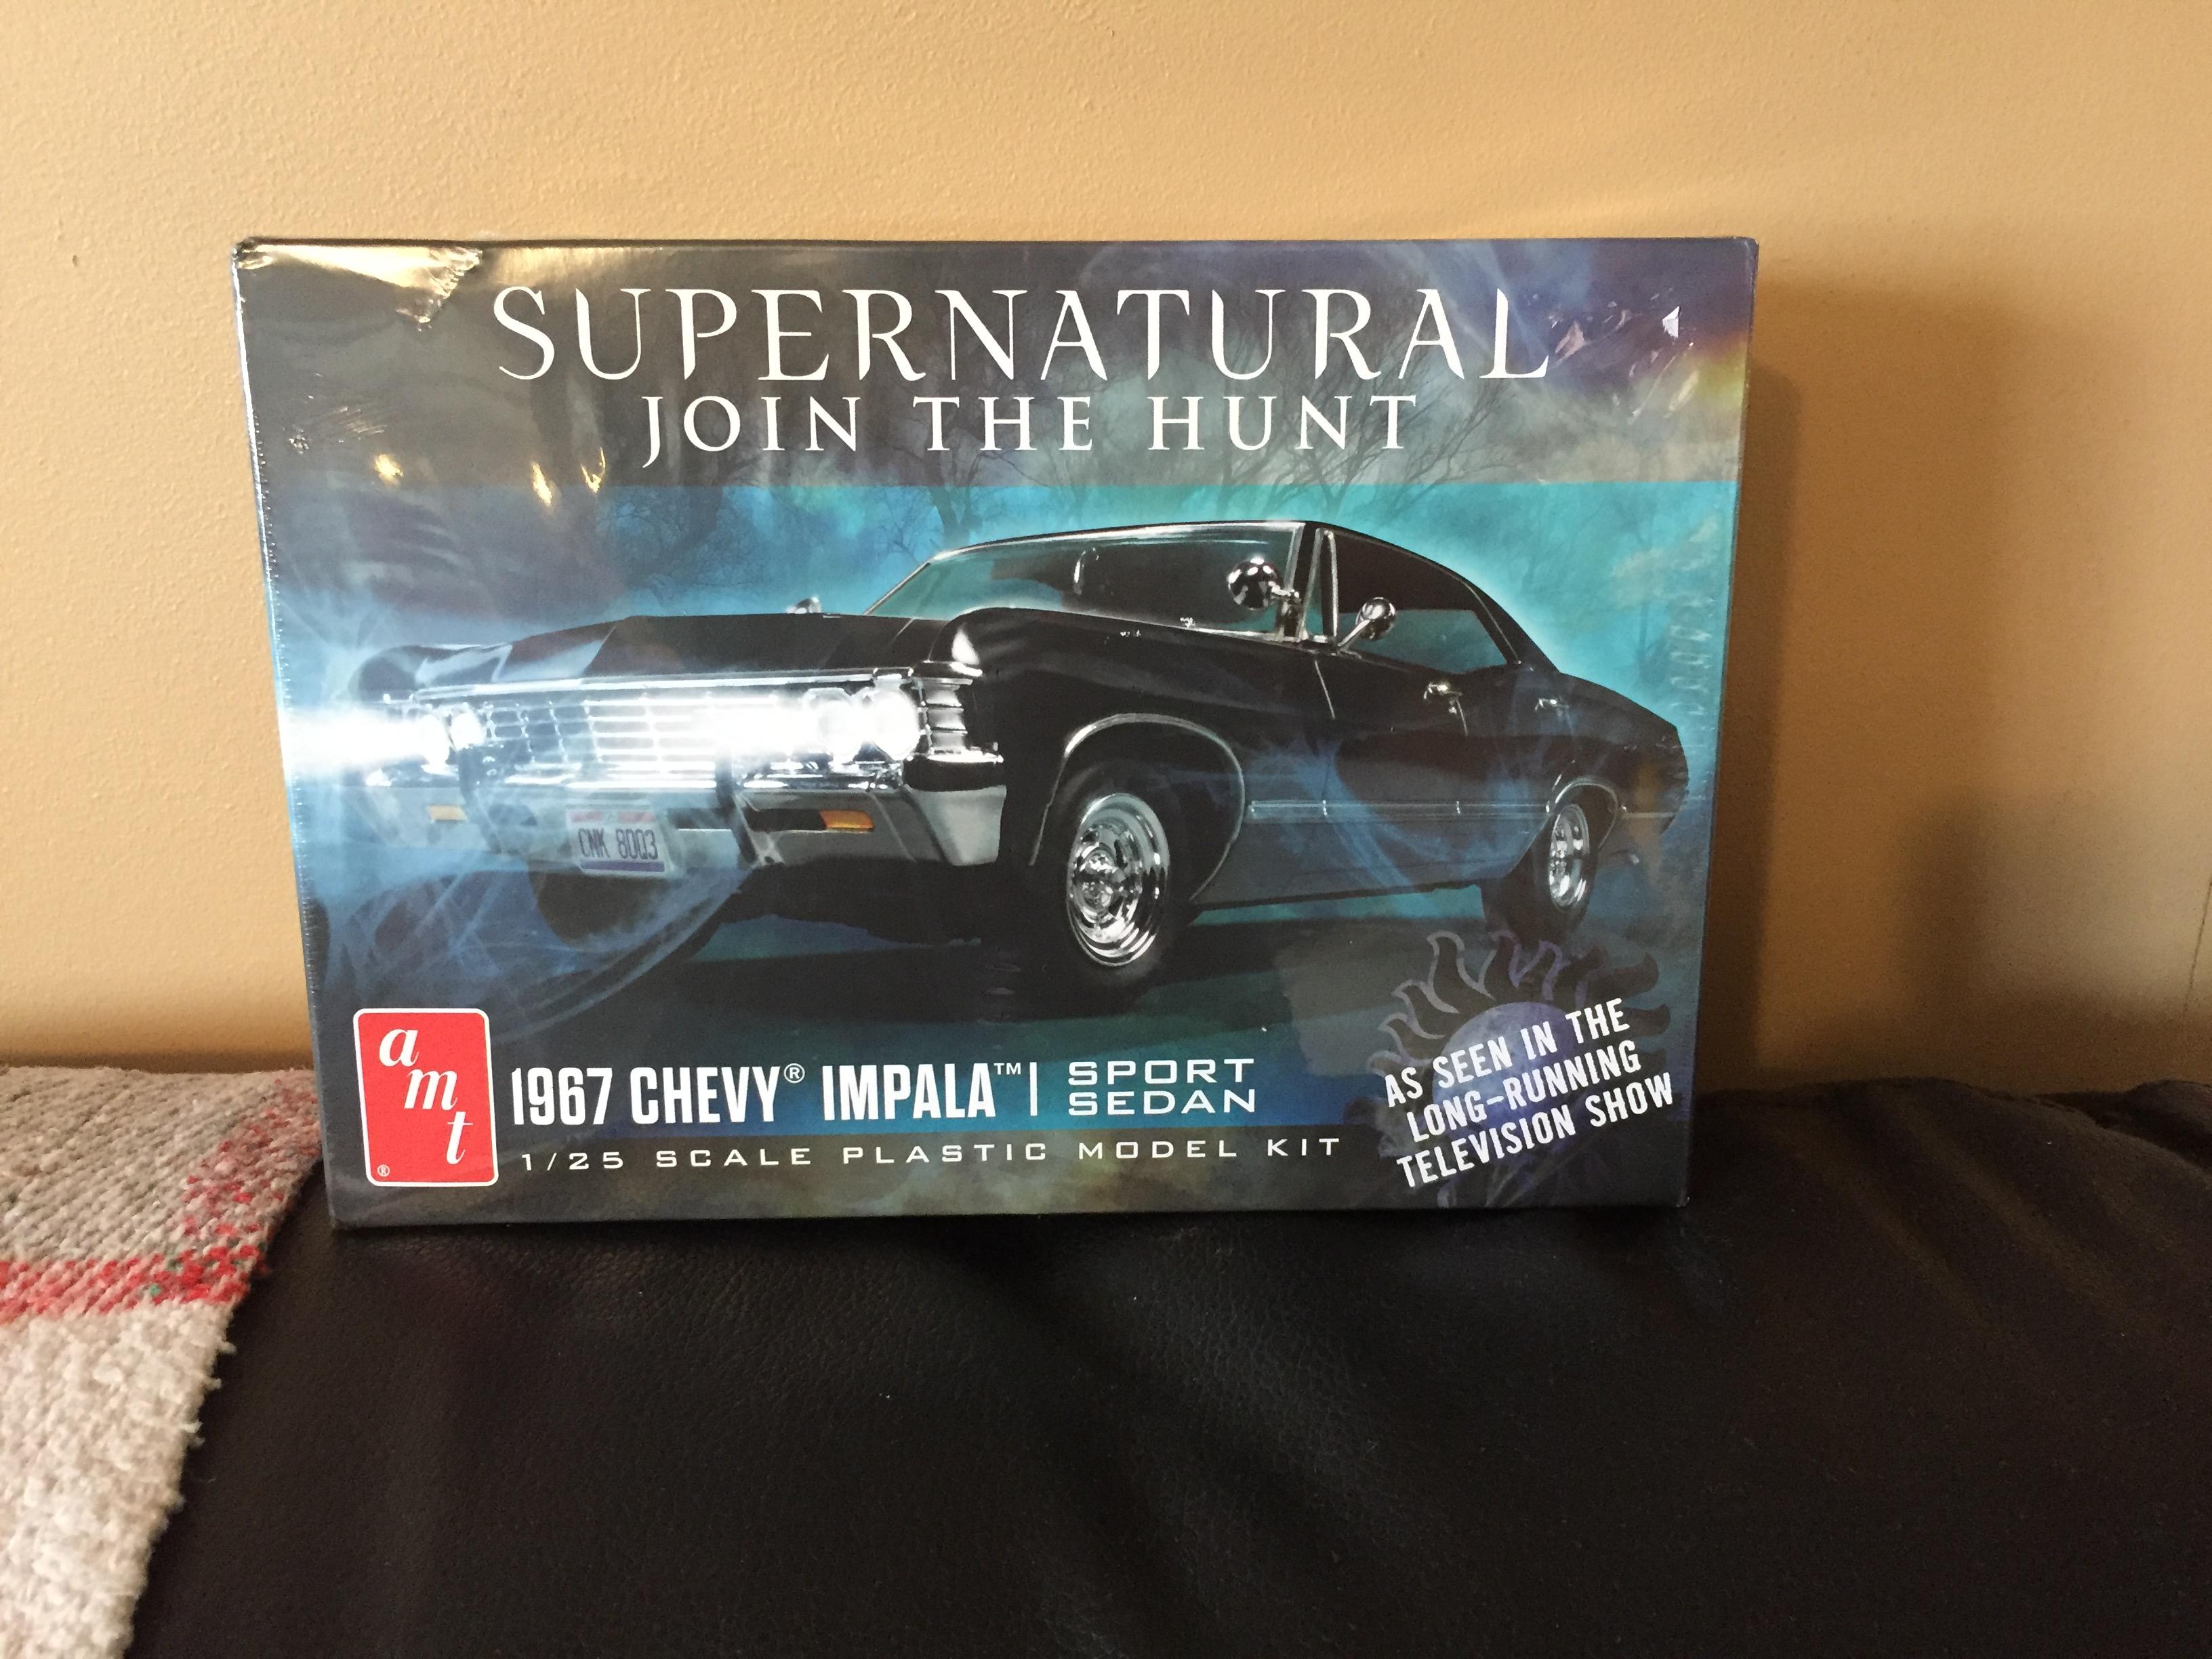 SUPERNATURAL
JOIN THE HUNT
CNK 80Q3
amt®
1967 CHEVY® IMPALA™ | SPORT SEDAN
1/25 SCALE PLASTIC MODEL KIT
AS SEEN IN THE
LONG-RUNNING
TELEVISION SHOW